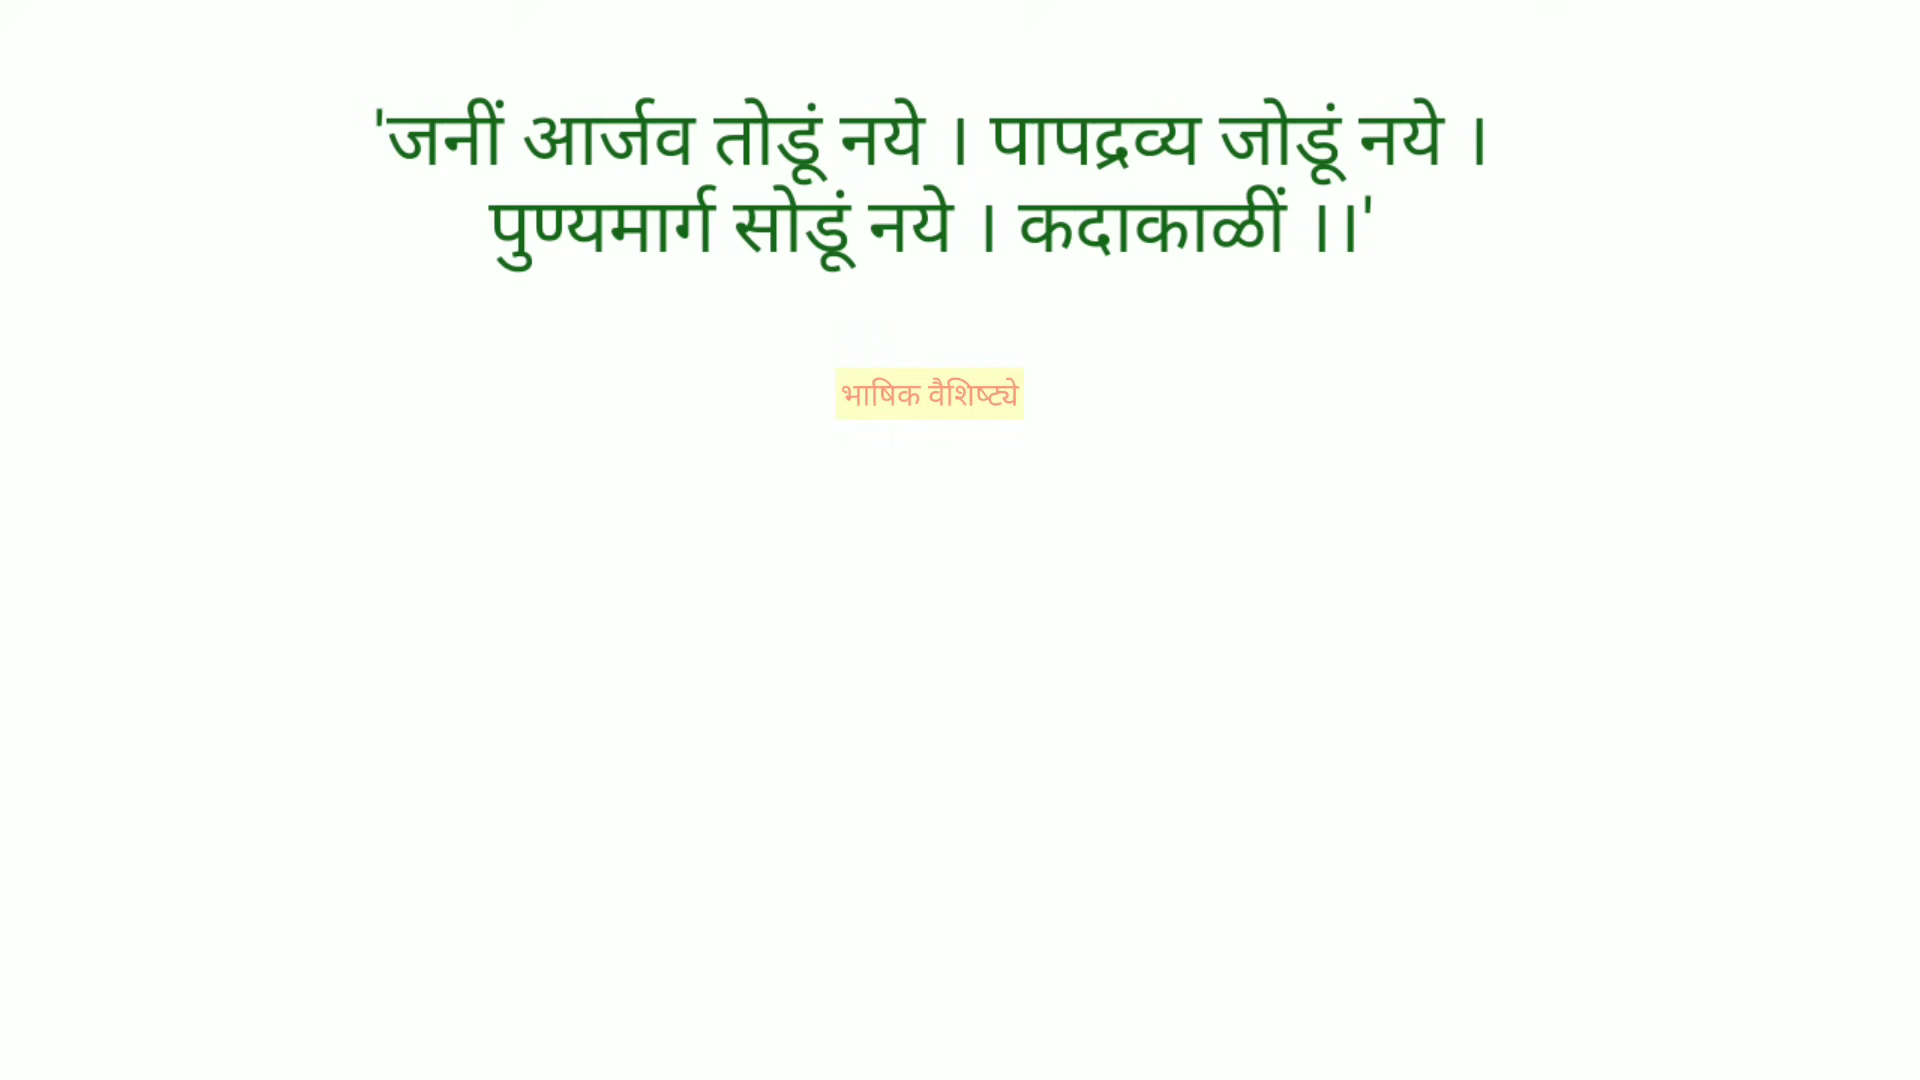 'जनीं आर्जव तोडूं नये । पापद्रव्य जोडूं नये ।
पुण्यमार्ग सोडूं नये । कदाकाळीं ।।'
भाषिक वैशिष्ट्ये